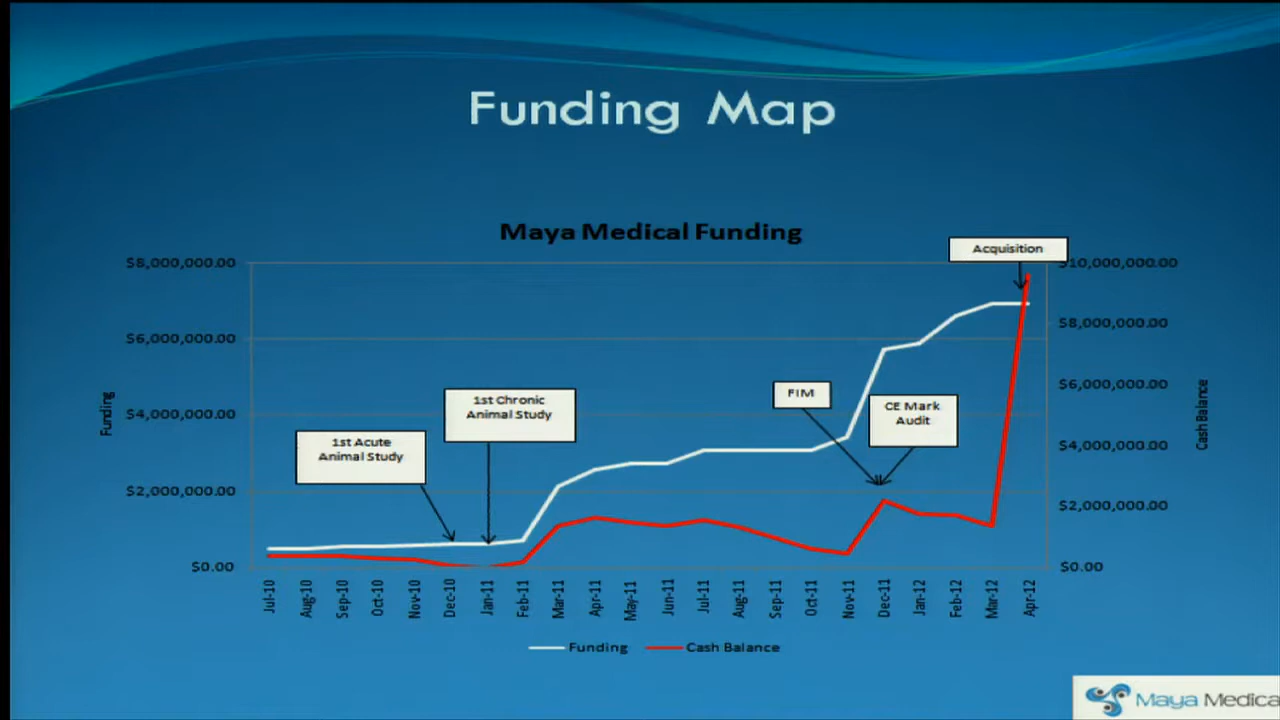 Funding Map
Maya Medical Funding
Acquisition
$8,000,000.00
$6,000,000.00
$4,000,000.00
$2,000,000.00
$0.00
Funding
1st Acute
Animal Study
1st Chronic
Animal Study
FIM
CE Mark
Audit
$10,000,000.00
$8,000,000.00
$6,000,000.00
$4,000,000.00
$2,000,000.00
$0.00
Cash Balance
Jul-10
Aug-10
Sep-10
Oct-10
Nov-10
Dec-10
Jan-11
Feb-11
Mar-11
Apr-11
May-11
Jun-11
Jul-11
Aug-11
Sep-11
Oct-11
Nov-11
Dec-11
Jan-12
Feb-12
Mar-12
Apr-12
Funding
Cash Balance
Maya Medica